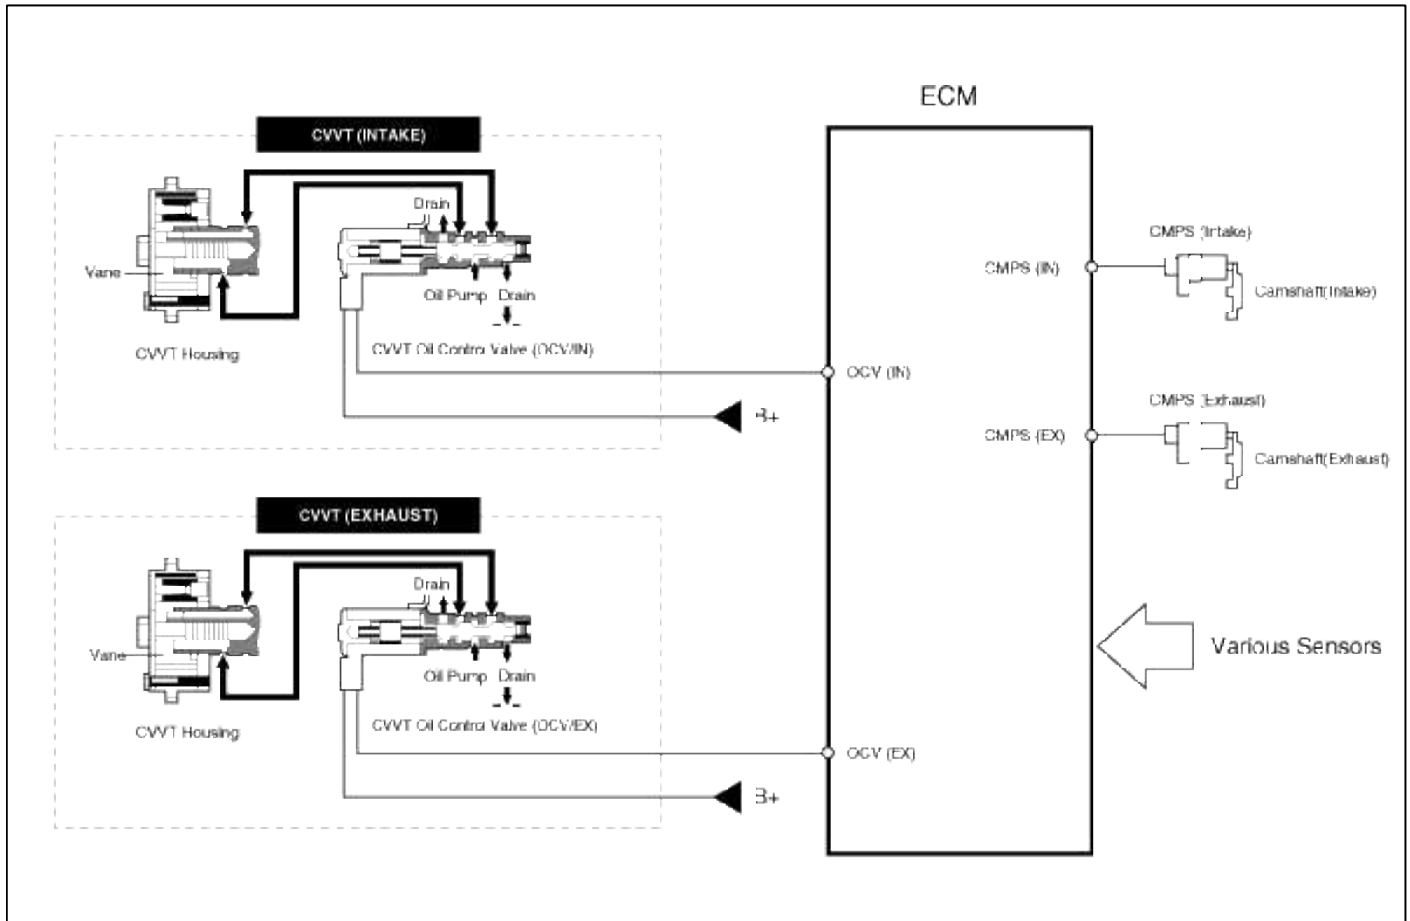 ECM
CVVT (INTAKE)
Drain
Vane
Oil Pump
Drain
CVVT Housing
CVVT Oil Control Valve (OCV/IN)
OCV (IN)
B+
CMPS (IN)
CMPS (Intake)
Camshaft(Intake)
CMPS (EX)
CMPS (Exhaust)
Camshaft(Exhaust)
CVVT (EXHAUST)
Drain
Vane
Oil Pump
Drain
CVVT Housing
CVVT Oil Control Valve (OCV/EX)
OCV (EX)
B+
Various Sensors